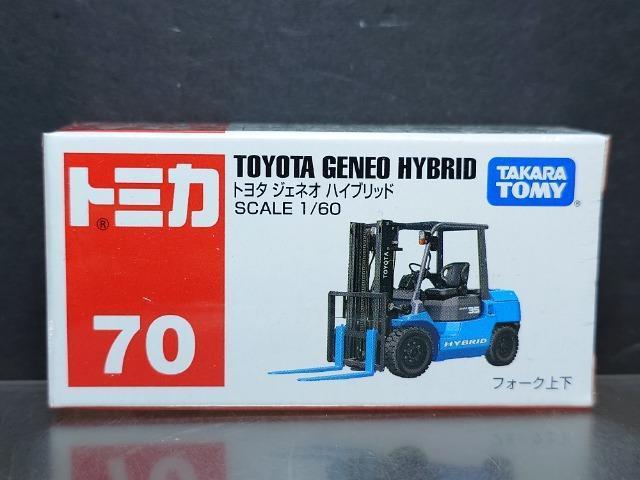 トミカ
®
70
TOYOTA GENEO HYBRID
トヨタ ジェネオ ハイブリッド
SCALE 1/60
TAKARA
TOMY
®
TOYOTA
35
HYBRID
フォーク上下